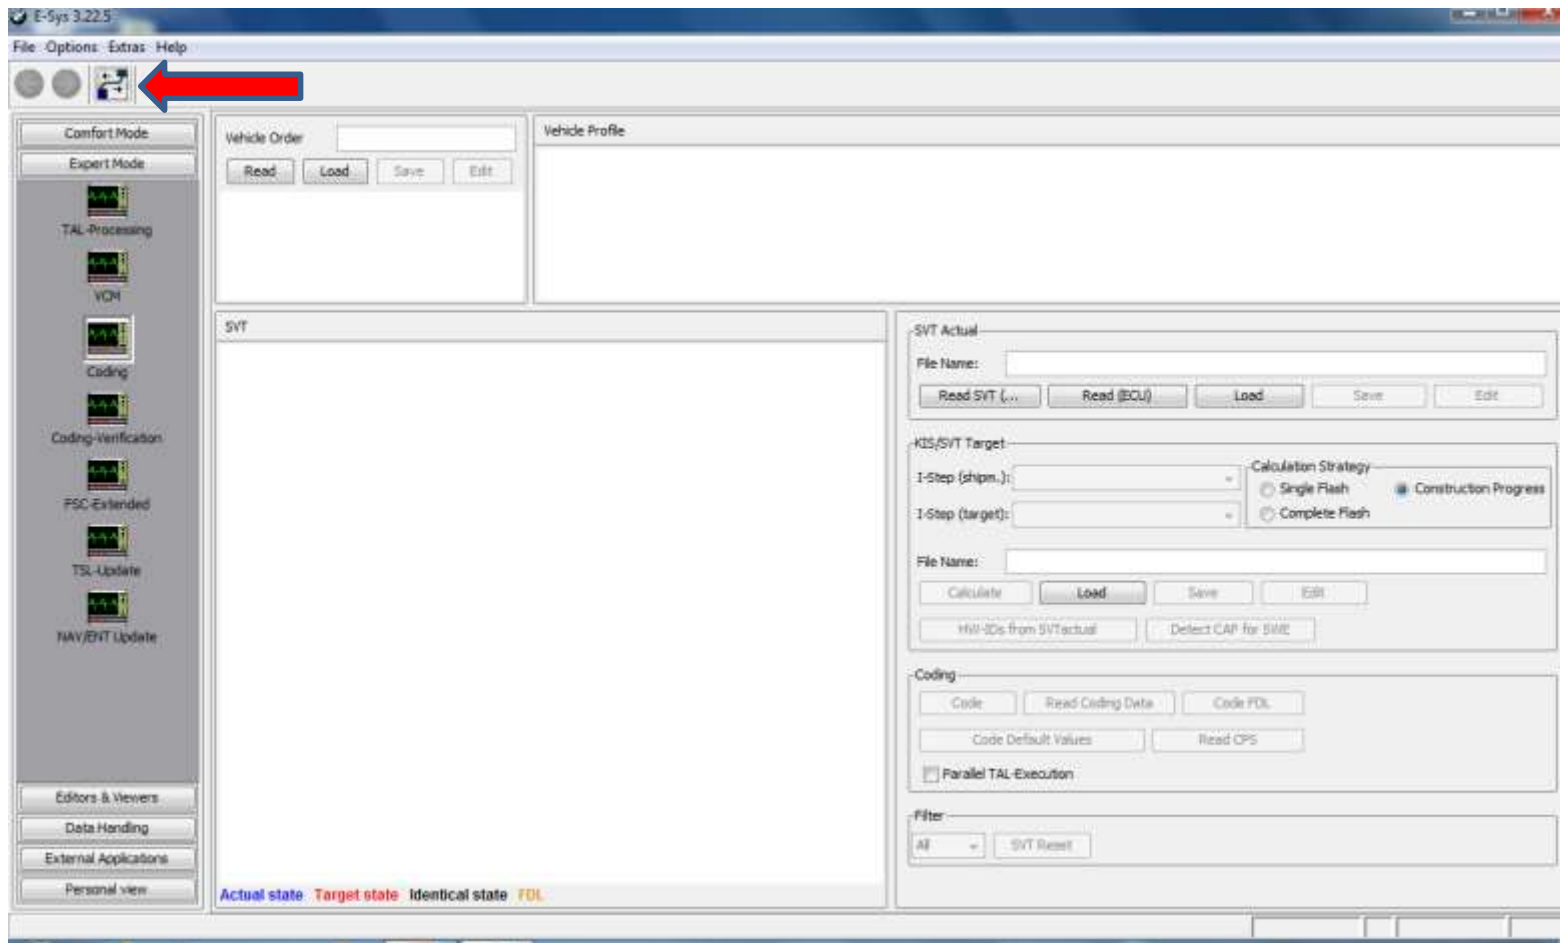 E-Sys 3.22.5
File Options Extras Help
Comfort Mode
Expert Mode
TAL-Processing
VCM
Coding
Coding-Verification
FSC-Extended
TSL-Update
NAV/ENT Update
Editors & Viewers
Data Handling
External Applications
Personal view
Vehicle Order
Read Load Save Edit
Vehicle Profile
SVT
Actual state Target state Identical state FDL
SVT Actual
File Name:
Read SVT (... Read (ECU) Load Save Edit
KIS/SVT Target
I-Step (shipm.):
I-Step (target):
Calculation Strategy
Single Flash Construction Progress
Complete Flash
File Name:
Calculate Load Save Edit
HW-IDs from SVTactual Detect CAF for SWE
Coding
Code Read Coding Data Code FDL
Code Default Values Read CPS
Parallel TAL-Execution
Filter
All SVT Reset